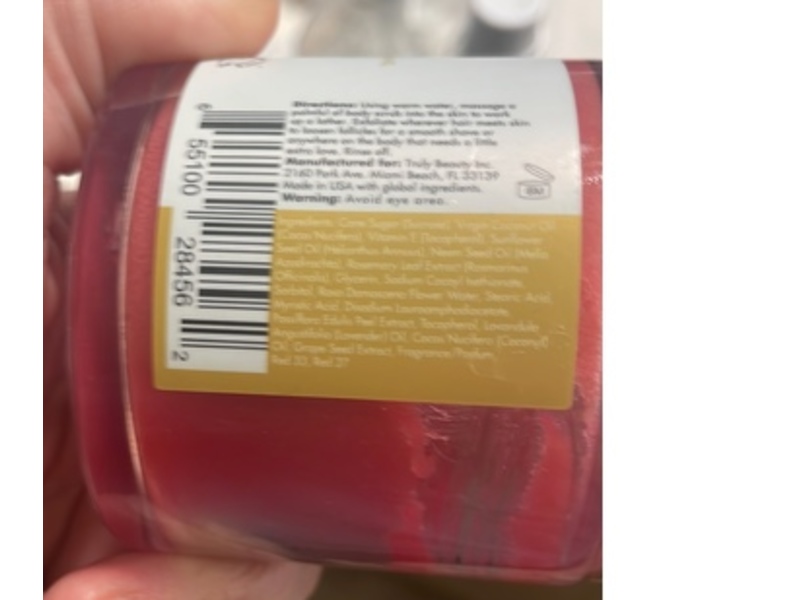 Directions: Using warm water, massage a
palmful of body scrub into the skin to work
up a lather. Exfoliate wherever hair meets skin
to loosen follicles for a smooth shave or
anywhere on the body that needs a little
extra love. Rinse off.
Manufactured for: Truly Beauty Inc.
2160 Park Ave. Miami Beach, FL 33139
Made in USA with global ingredients.
Warning: Avoid eye area.
Cane Sugar (Sucrose), Virgin Coconut Oil
(Cocos Nucifera), Vitamin E (Tocopherol), Sunflower
Seed Oil (Helianthus Annuus), Neem Seed Oil (Melia
Azadirachta), Rosemary Leaf Extract (Rosmarinus
Officinalis), Glycerin, Sodium Cocoyl Isethionate,
Flower Water, Stearic Acid,
Myristic Acid, Disodium Lauroamphodiacetate,
Passiflora Edulis Peel Extract, Tocopherol, Lavandula
Angustifolia (Lavender) Oil, Cocos Nucifera (Coconut)
Oil, Grape Seed Extract, Fragrance/Parfum,
Red 33, Red 27
6 55100 28456 2